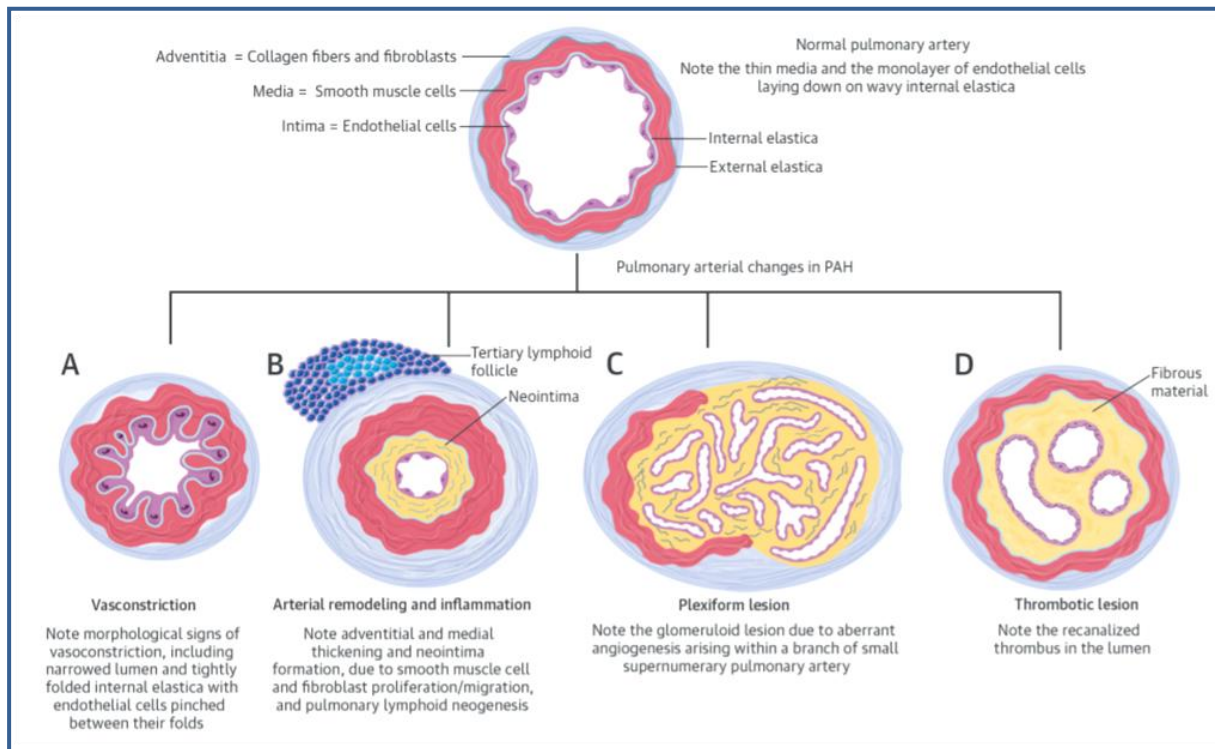 Adventitia = Collagen fibers and fibroblasts
Media = Smooth muscle cells
Intima = Endothelial cells
Normal pulmonary artery
Note the thin media and the monolayer of endothelial cells
laying down on wavy internal elastica
Internal elastica
External elastica
Pulmonary arterial changes in PAH
A
B
Tertiary lymphoid
follicle
Neointima
C
D
Fibrous
material
Vasconstriction
Note morphological signs of
vasoconstriction, including
narrowed lumen and tightly
folded internal elastica with
endothelial cells pinched
between their folds
Arterial remodeling and inflammation
Note adventitial and medial
thickening and neointima
formation, due to smooth muscle cell
and fibroblast proliferation/migration,
and pulmonary lymphoid neogenesis
Plexiform lesion
Note the glomeruloid lesion due to aberrant
angiogenesis arising within a branch of small
supernumerary pulmonary artery
Thrombotic lesion
Note the recanalized
thrombus in the lumen